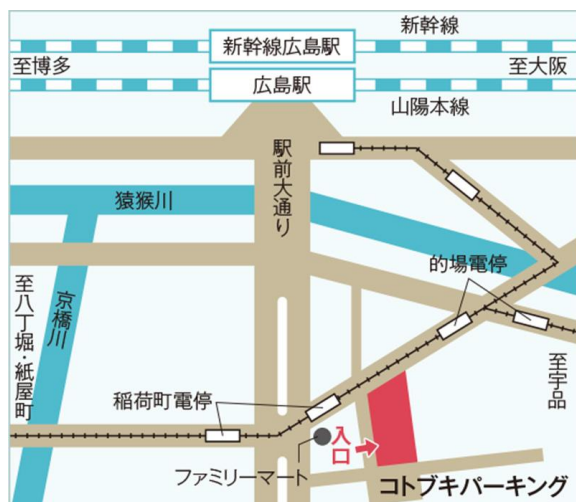 新幹線
新幹線広島駅
至博多
至大阪
広島駅
山陽本線
駅前大通り
猿猴川
的場電停
至八丁堀・紙屋町
京橋川
至宇品
稲荷町電停
入口
ファミリーマート
コトブキパーキング